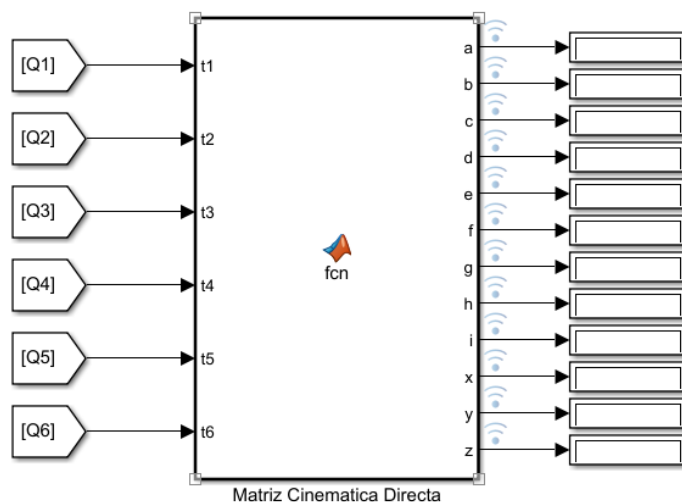 [Q1]
[Q2]
[Q3]
[Q4]
[Q5]
[Q6]
t1
t2
t3
t4
t5
t6
fcn
a
b
c
d
e
f
g
h
i
x
y
z
Matriz Cinematica Directa